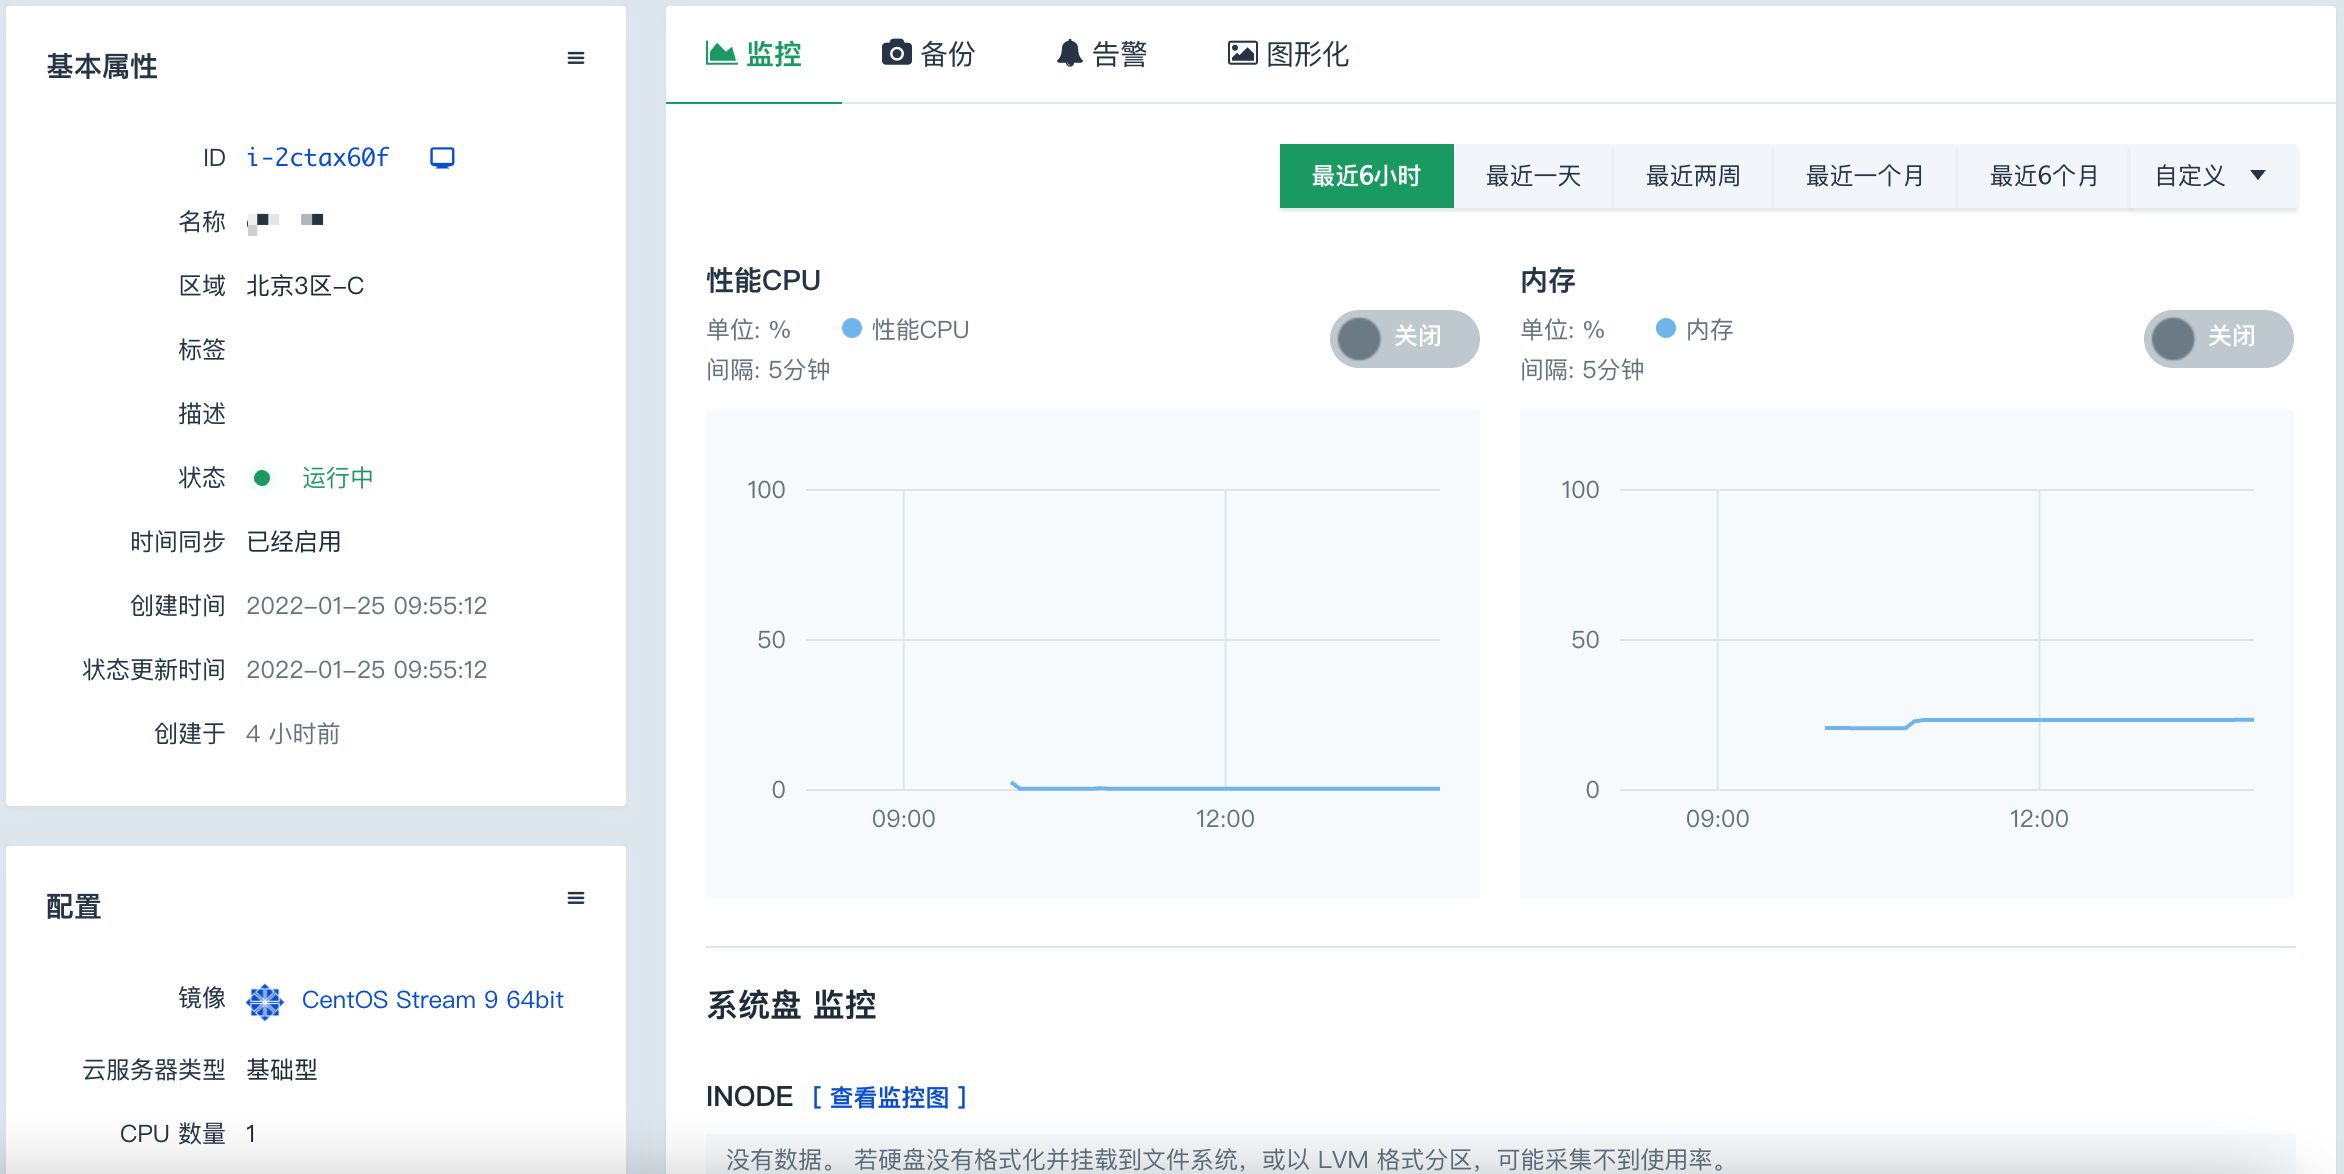 基本属性
ID i-2ctax60f
名称
区域 北京3区-C
标签
描述
状态 运行中
时间同步 已经启用
创建时间 2022-01-25 09:55:12
状态更新时间 2022-01-25 09:55:12
创建于 4 小时前
配置
镜像 CentOS Stream 9 64bit
云服务器类型 基础型
CPU 数量 1
监控 备份 告警 图形化
最近6小时 最近一天 最近两周 最近一个月 最近6个月 自定义
性能CPU
单位: % 性能CPU 关闭
间隔: 5分钟
100
50
0
09:00 12:00
内存
单位: % 内存 关闭
间隔: 5分钟
100
50
0
09:00 12:00
系统盘 监控
INODE [ 查看监控图 ]
没有数据。 若硬盘没有格式化并挂载到文件系统，或以 LVM 格式分区，可能采集不到使用率。